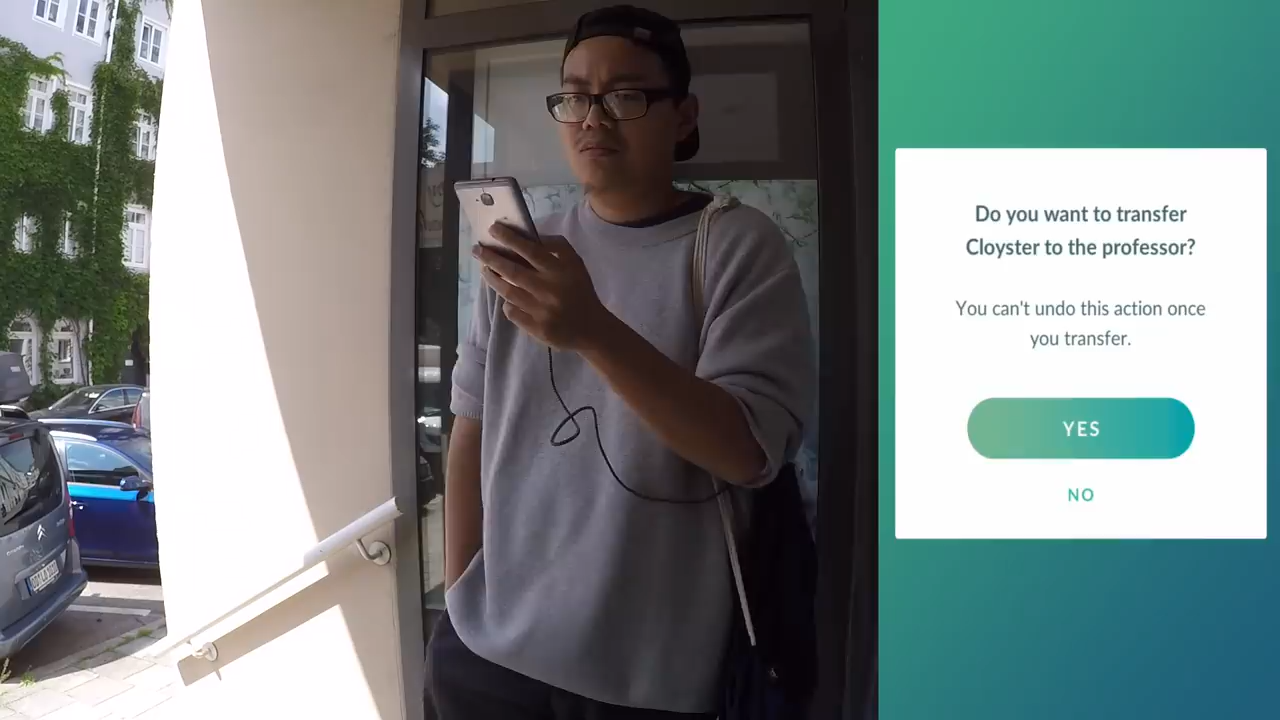 Do you want to transfer
Cloyster to the professor?
You can't undo this action once
you transfer.
YES
NO